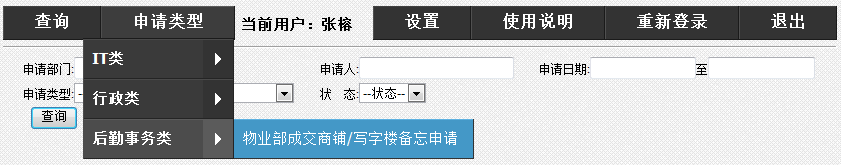 查询 申请类型 当前用户：张榕 设置 使用说明 重新登录 退出
IT类
申请部门: 申请人: 申请日期: 至
申请类型: 状 态: --状态--
行政类
查询
后勤事务类 物业部成交商铺/写字楼备忘申请